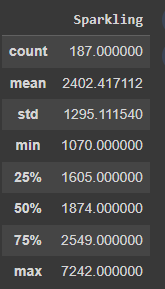 Sparkling
count 187.000000
mean 2402.417112
std 1295.111540
min 1070.000000
25% 1605.000000
50% 1874.000000
75% 2549.000000
max 7242.000000